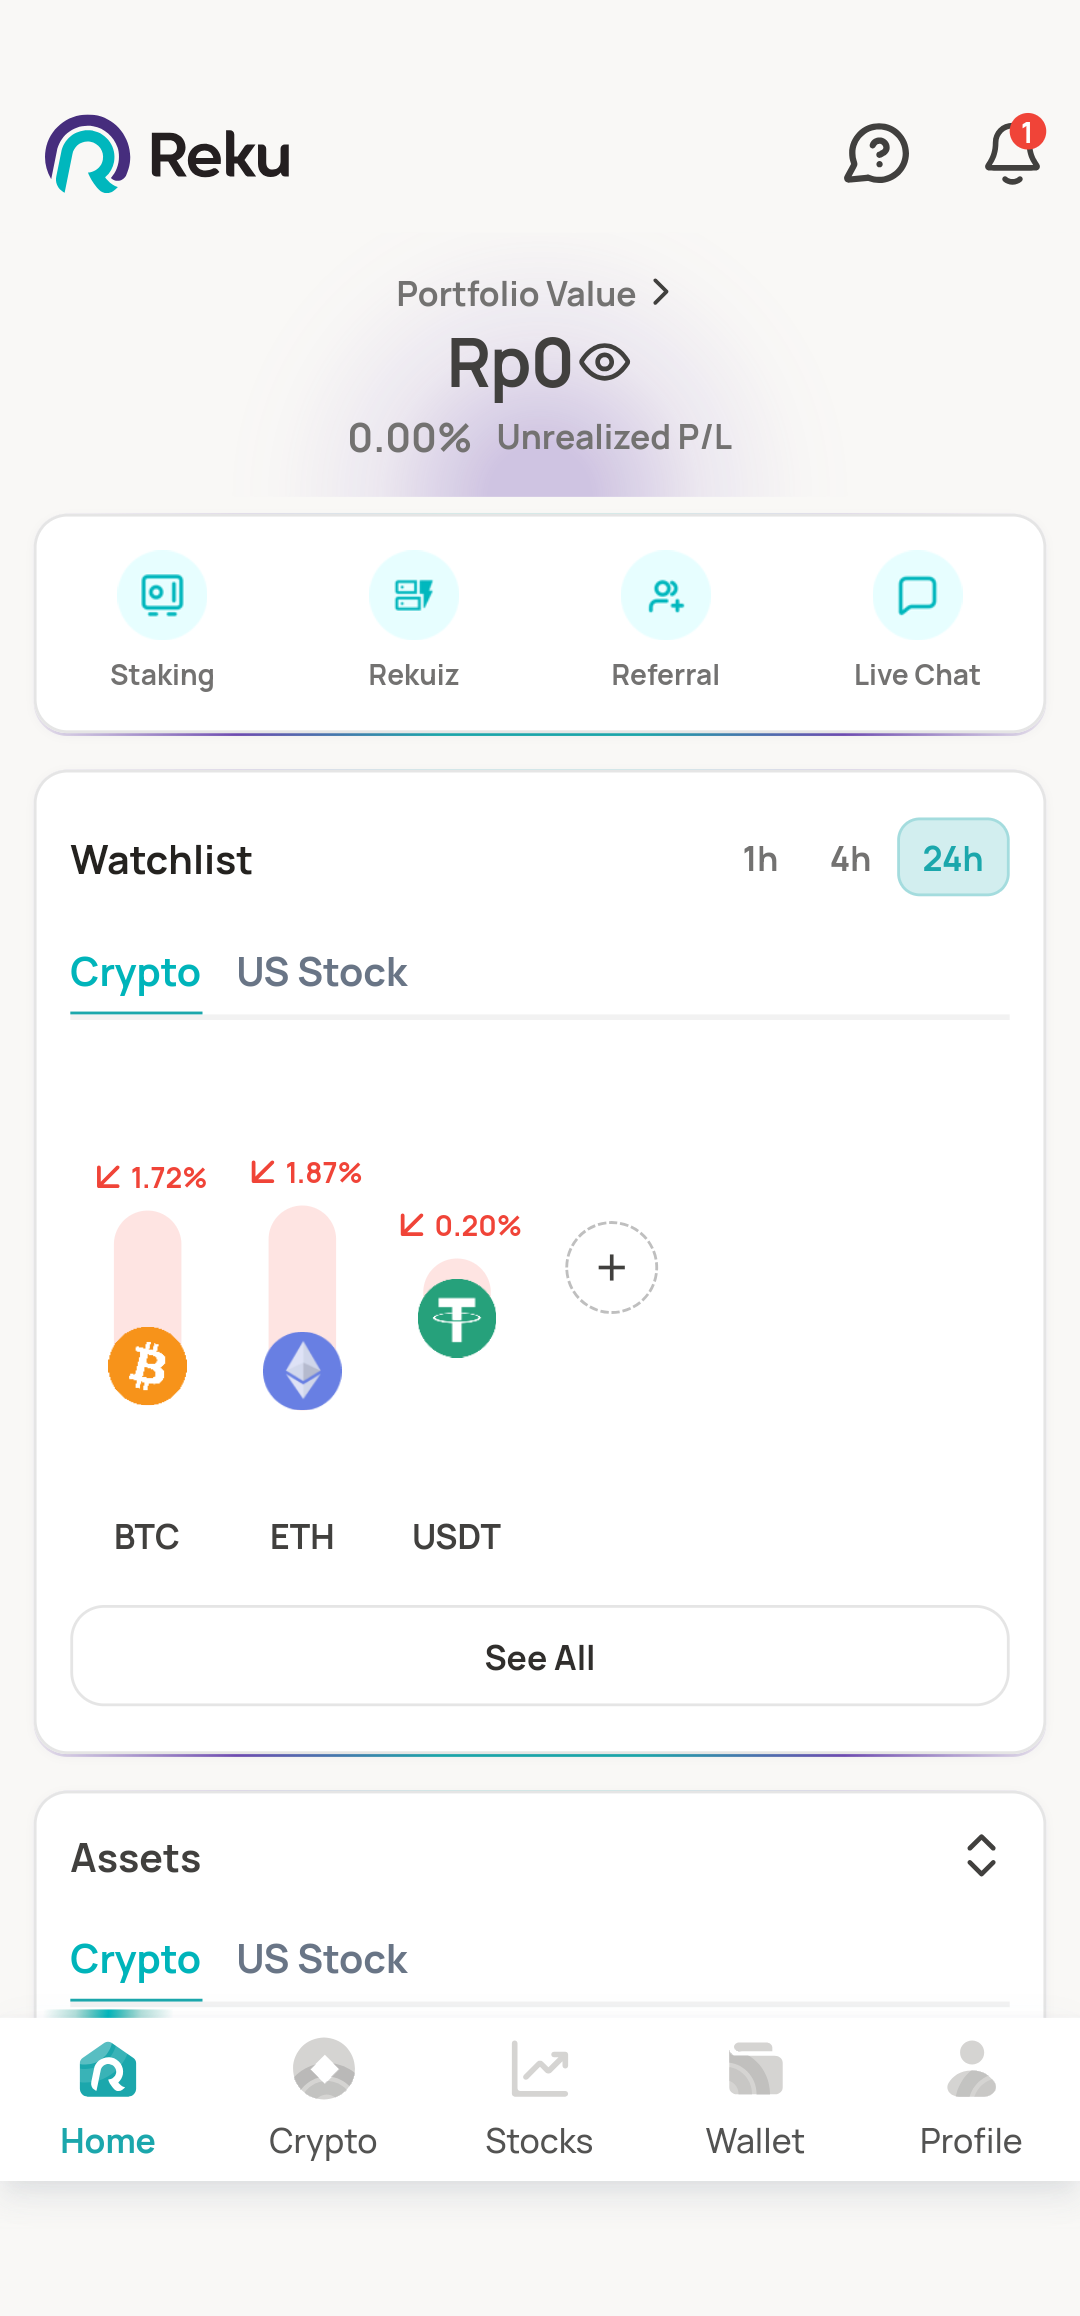 Reku
1
Portfolio Value
Rp0
0.00% Unrealized P/L
Staking Rekuiz Referral Live Chat
Watchlist 1h 4h 24h
Crypto US Stock
1.72% 1.87%
0.20%
BTC ETH USDT
See All
Assets
Crypto US Stock
Home Crypto Stocks Wallet Profile